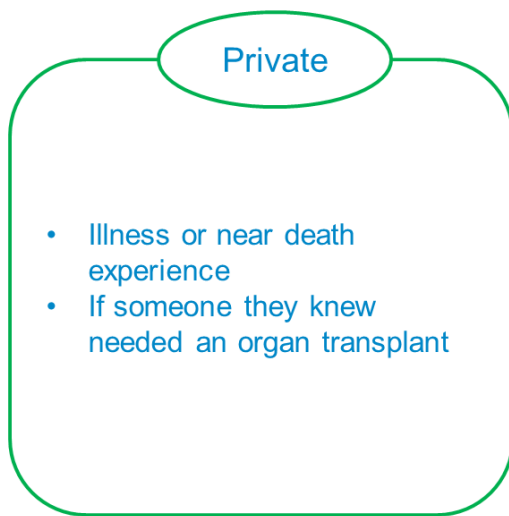 Private
• Illness or near death
experience
• If someone they knew
needed an organ transplant